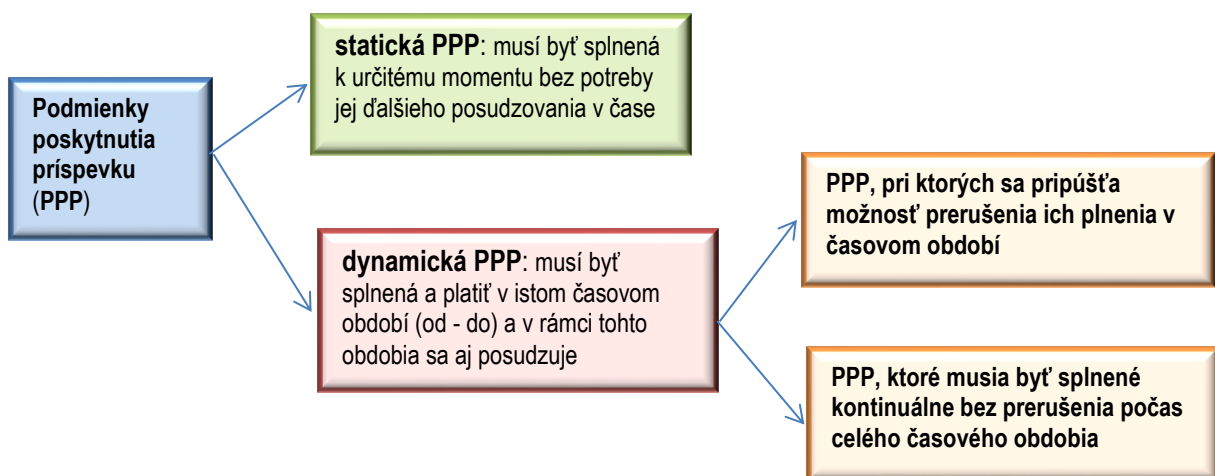 Podmienky
poskytnutia
príspevku
(PPP)
statická PPP: musí byť splnená
k určitému momentu bez potreby
jej ďalšieho posudzovania v čase
dynamická PPP: musí byť
splnená a platiť v istom časovom
období (od - do) a v rámci tohto
obdobia sa aj posudzuje
PPP, pri ktorých sa pripúšťa
možnosť prerušenia ich plnenia v
časovom období
PPP, ktoré musia byť splnené
kontinuálne bez prerušenia počas
celého časového obdobia